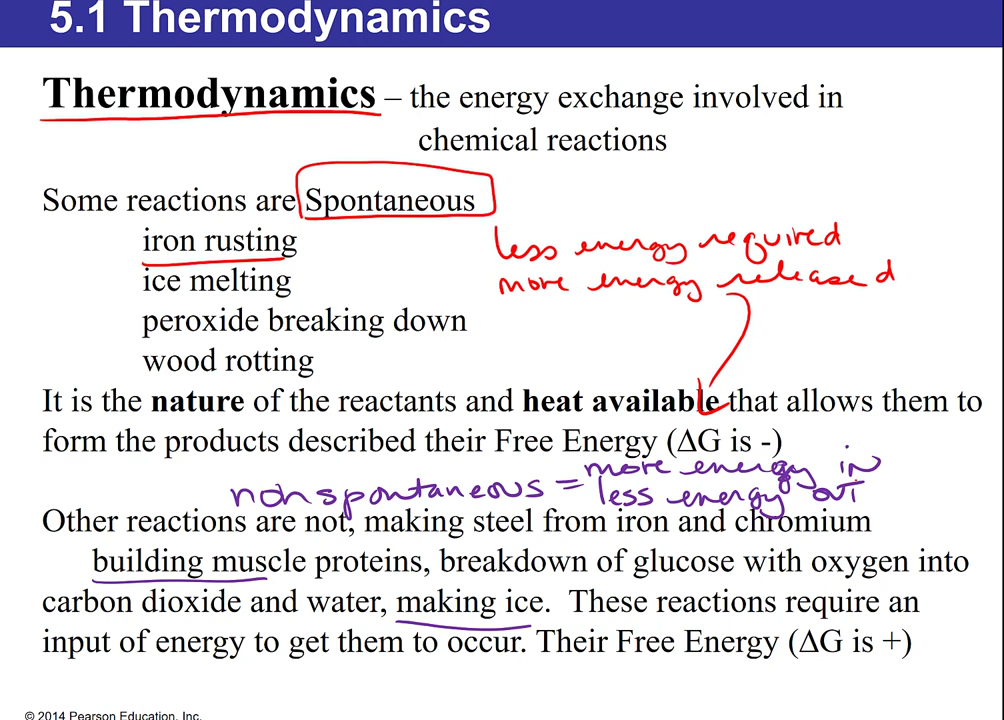 5.1 Thermodynamics
Thermodynamics – the energy exchange involved in
chemical reactions
Some reactions are Spontaneous
iron rusting
less energy required
ice melting
more energy released
peroxide breaking down
wood rotting
It is the nature of the reactants and heat available that allows them to
form the products described their Free Energy (ΔG is -)
nonspontaneous = more energy in
less energy out
Other reactions are not, making steel from iron and chromium
building muscle proteins, breakdown of glucose with oxygen into
carbon dioxide and water, making ice. These reactions require an
input of energy to get them to occur. Their Free Energy (ΔG is +)
© 2014 Pearson Education, Inc.